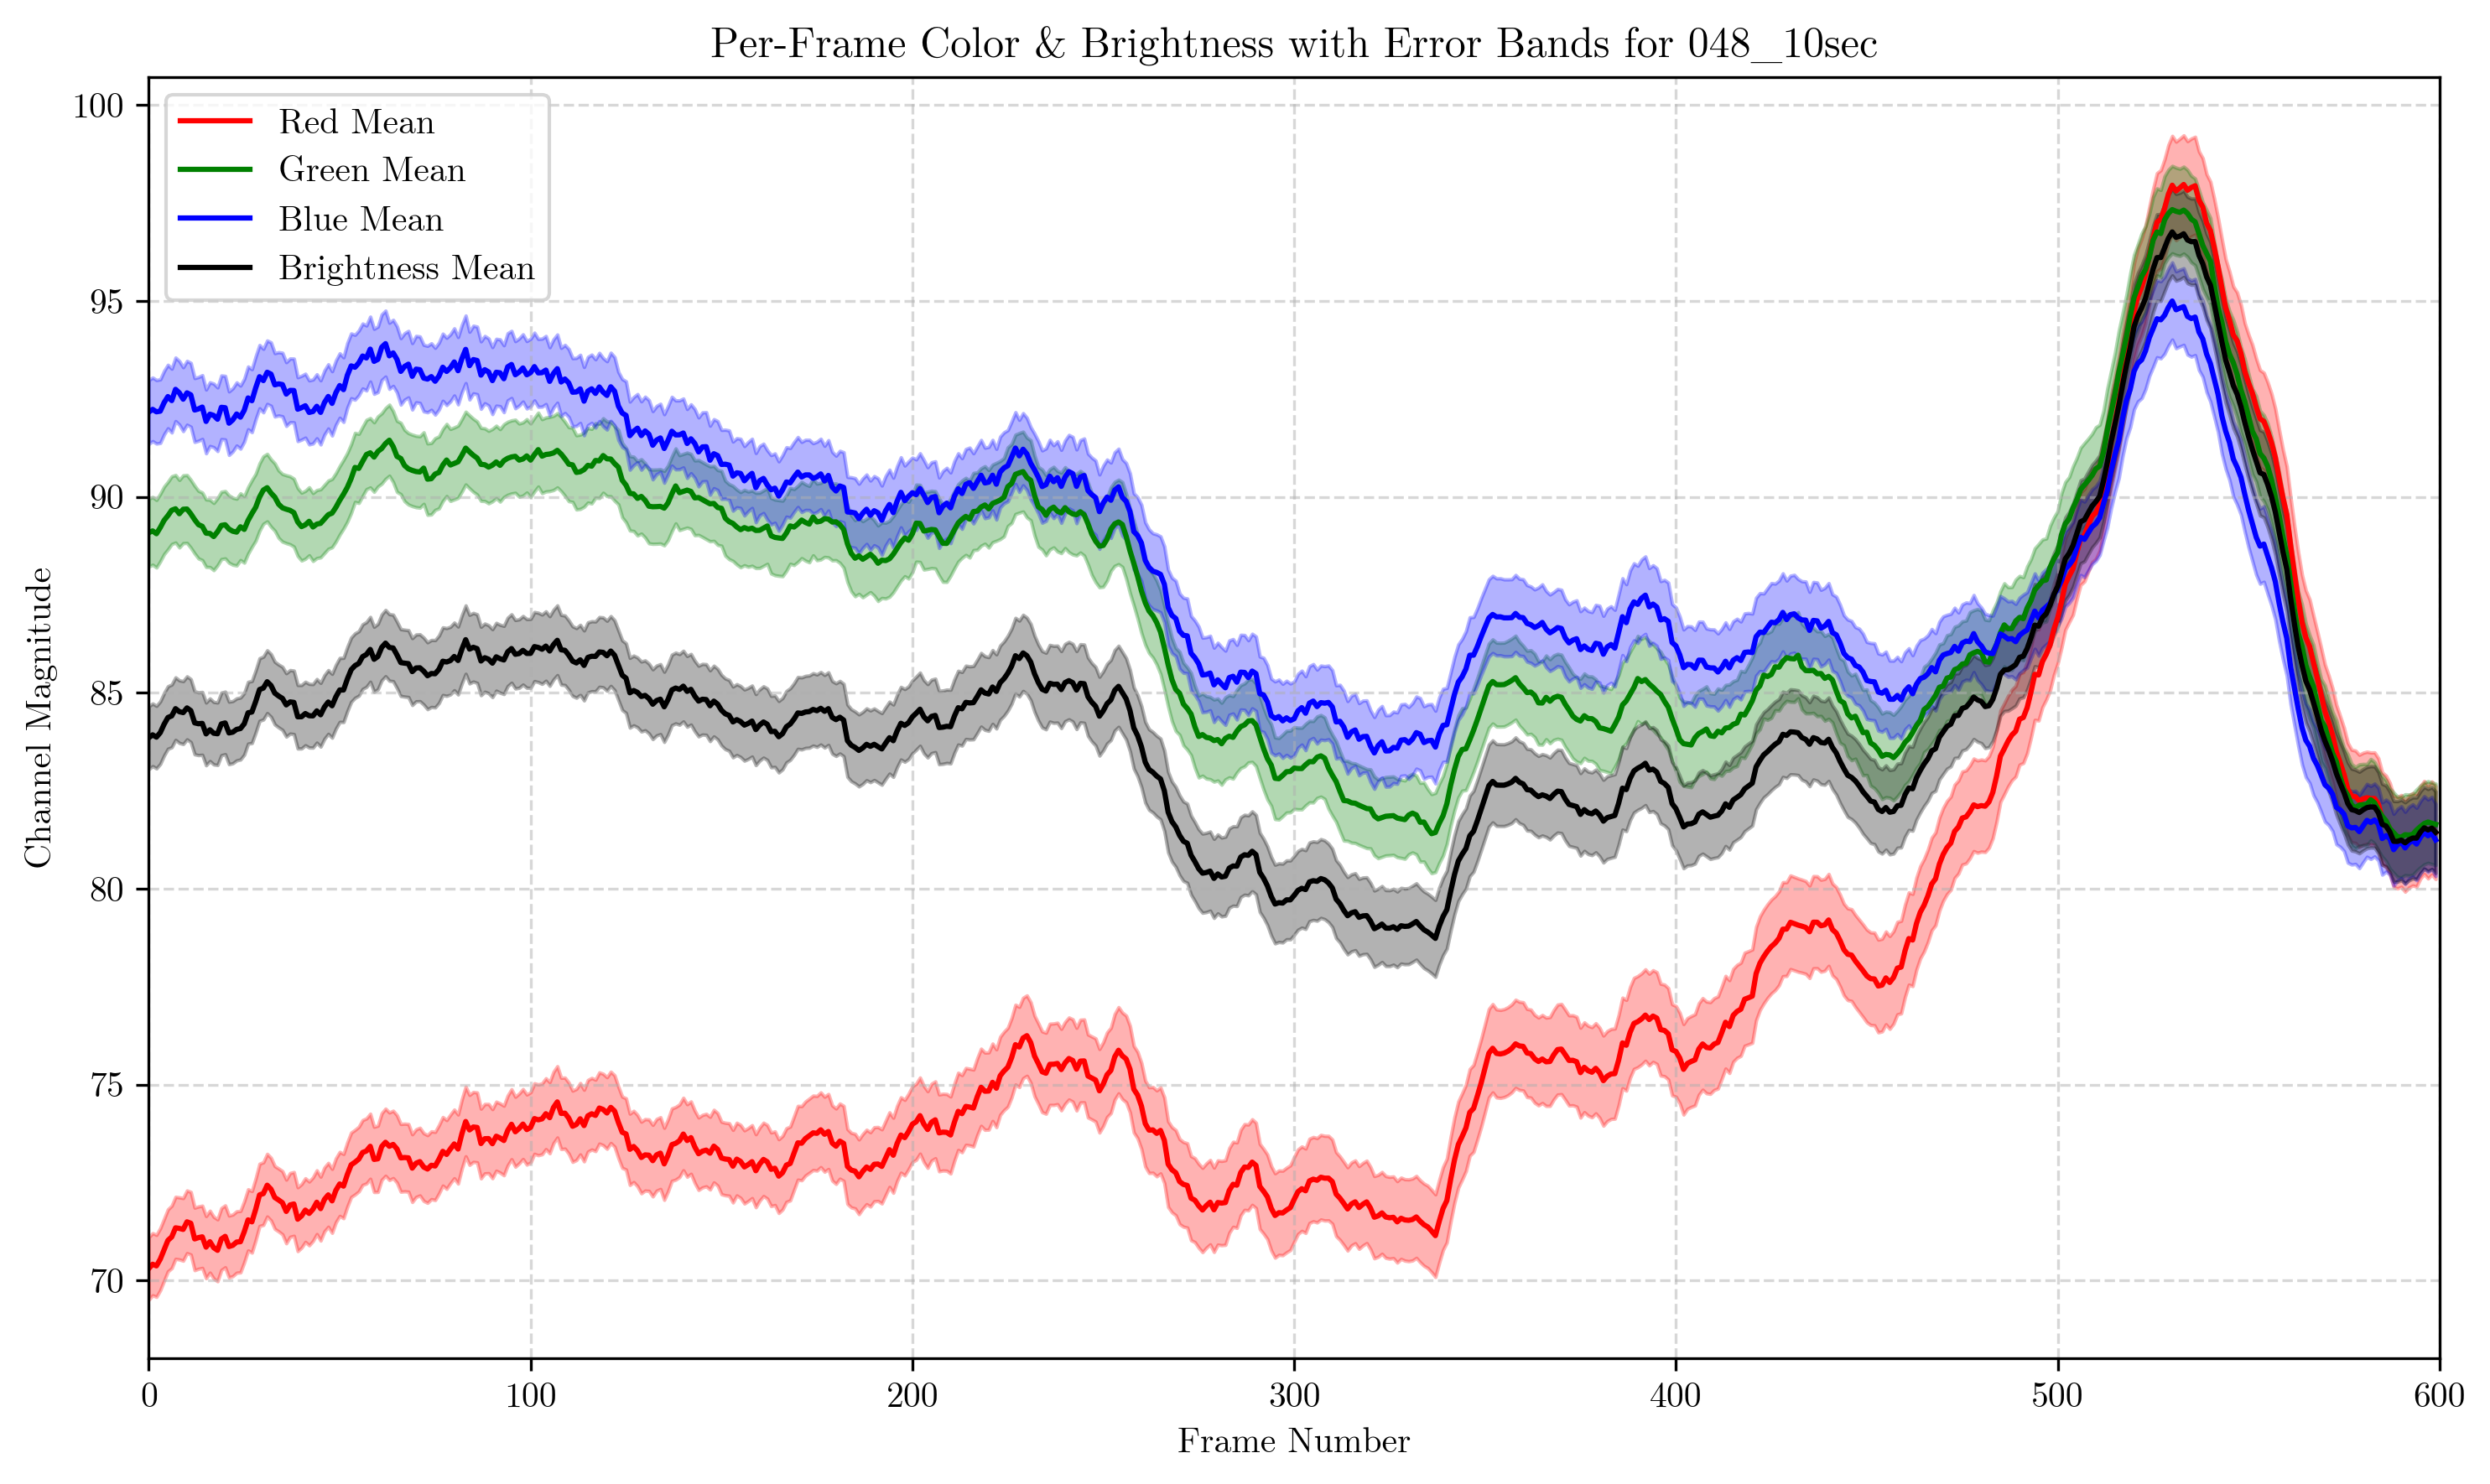 Per-Frame Color & Brightness with Error Bands for 048_10sec
Red Mean
Green Mean
Blue Mean
Brightness Mean
Channel Magnitude
100
95
90
85
80
75
70
0 100 200 300 400 500 600
Frame Number